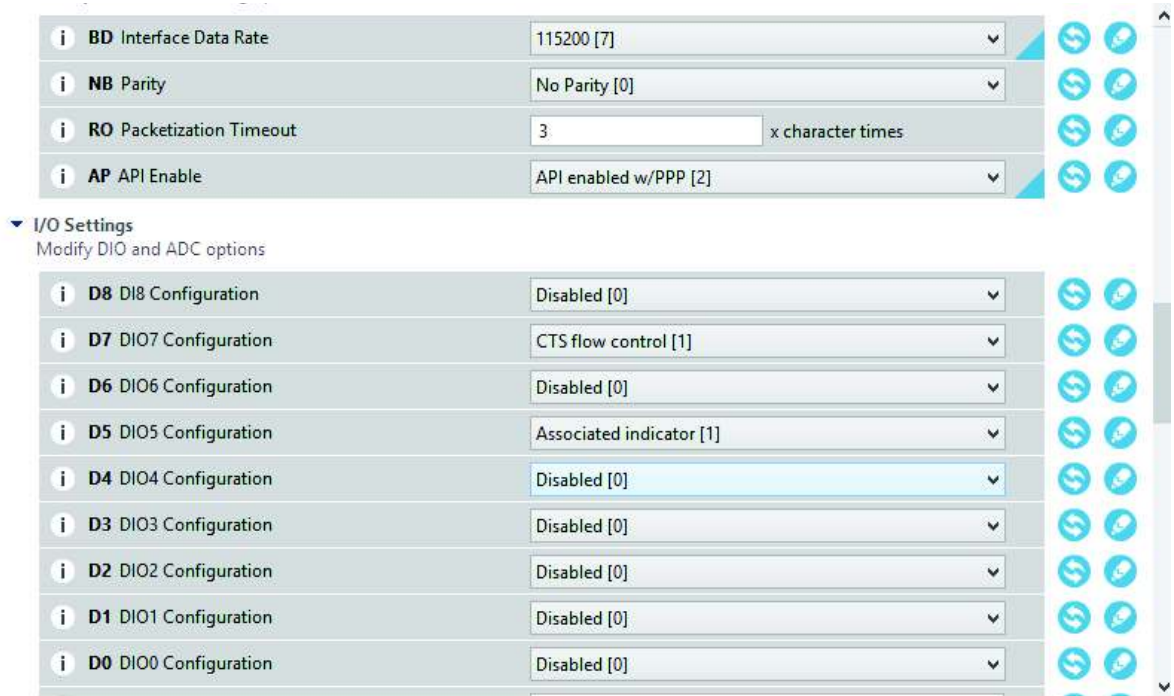 i BD Interface Data Rate 115200 [7]
i NB Parity No Parity [0]
i RO Packetization Timeout 3 x character times
i AP API Enable API enabled w/PPP [2]
I/O Settings
Modify DIO and ADC options
i D8 DI8 Configuration Disabled [0]
i D7 DIO7 Configuration CTS flow control [1]
i D6 DIO6 Configuration Disabled [0]
i D5 DIO5 Configuration Associated indicator [1]
i D4 DIO4 Configuration Disabled [0]
i D3 DIO3 Configuration Disabled [0]
i D2 DIO2 Configuration Disabled [0]
i D1 DIO1 Configuration Disabled [0]
i D0 DIO0 Configuration Disabled [0]